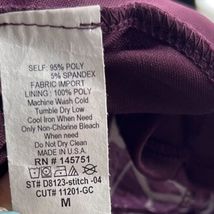 SELF: 95% POLY
5% SPANDEX
LINING: 100% POLY
Machine Wash Cold
Tumble Dry Low
Cool Iron When Need
Only Non-Chlorine Bleach
When Need
Do Not Dry Clean
Made in U.S.A.
RN # 145751
ST# D8123-stitch -04
CUT # 11201-GC
M